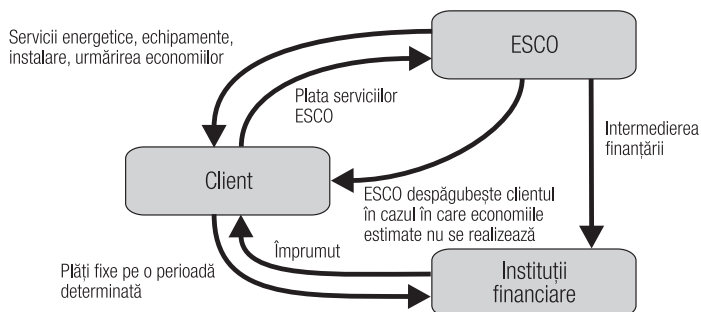 Servicii energetice, echipamente,
instalare, urmărirea economiilor
ESCO
Plata serviciilor
ESCO
Intermedierea
finanțării
Client
ESCO despăgubește clientul
în cazul în care economiile
estimate nu se realizează
Împrumut
Plăți fixe pe o perioadă
determinată
Instituții
financiare